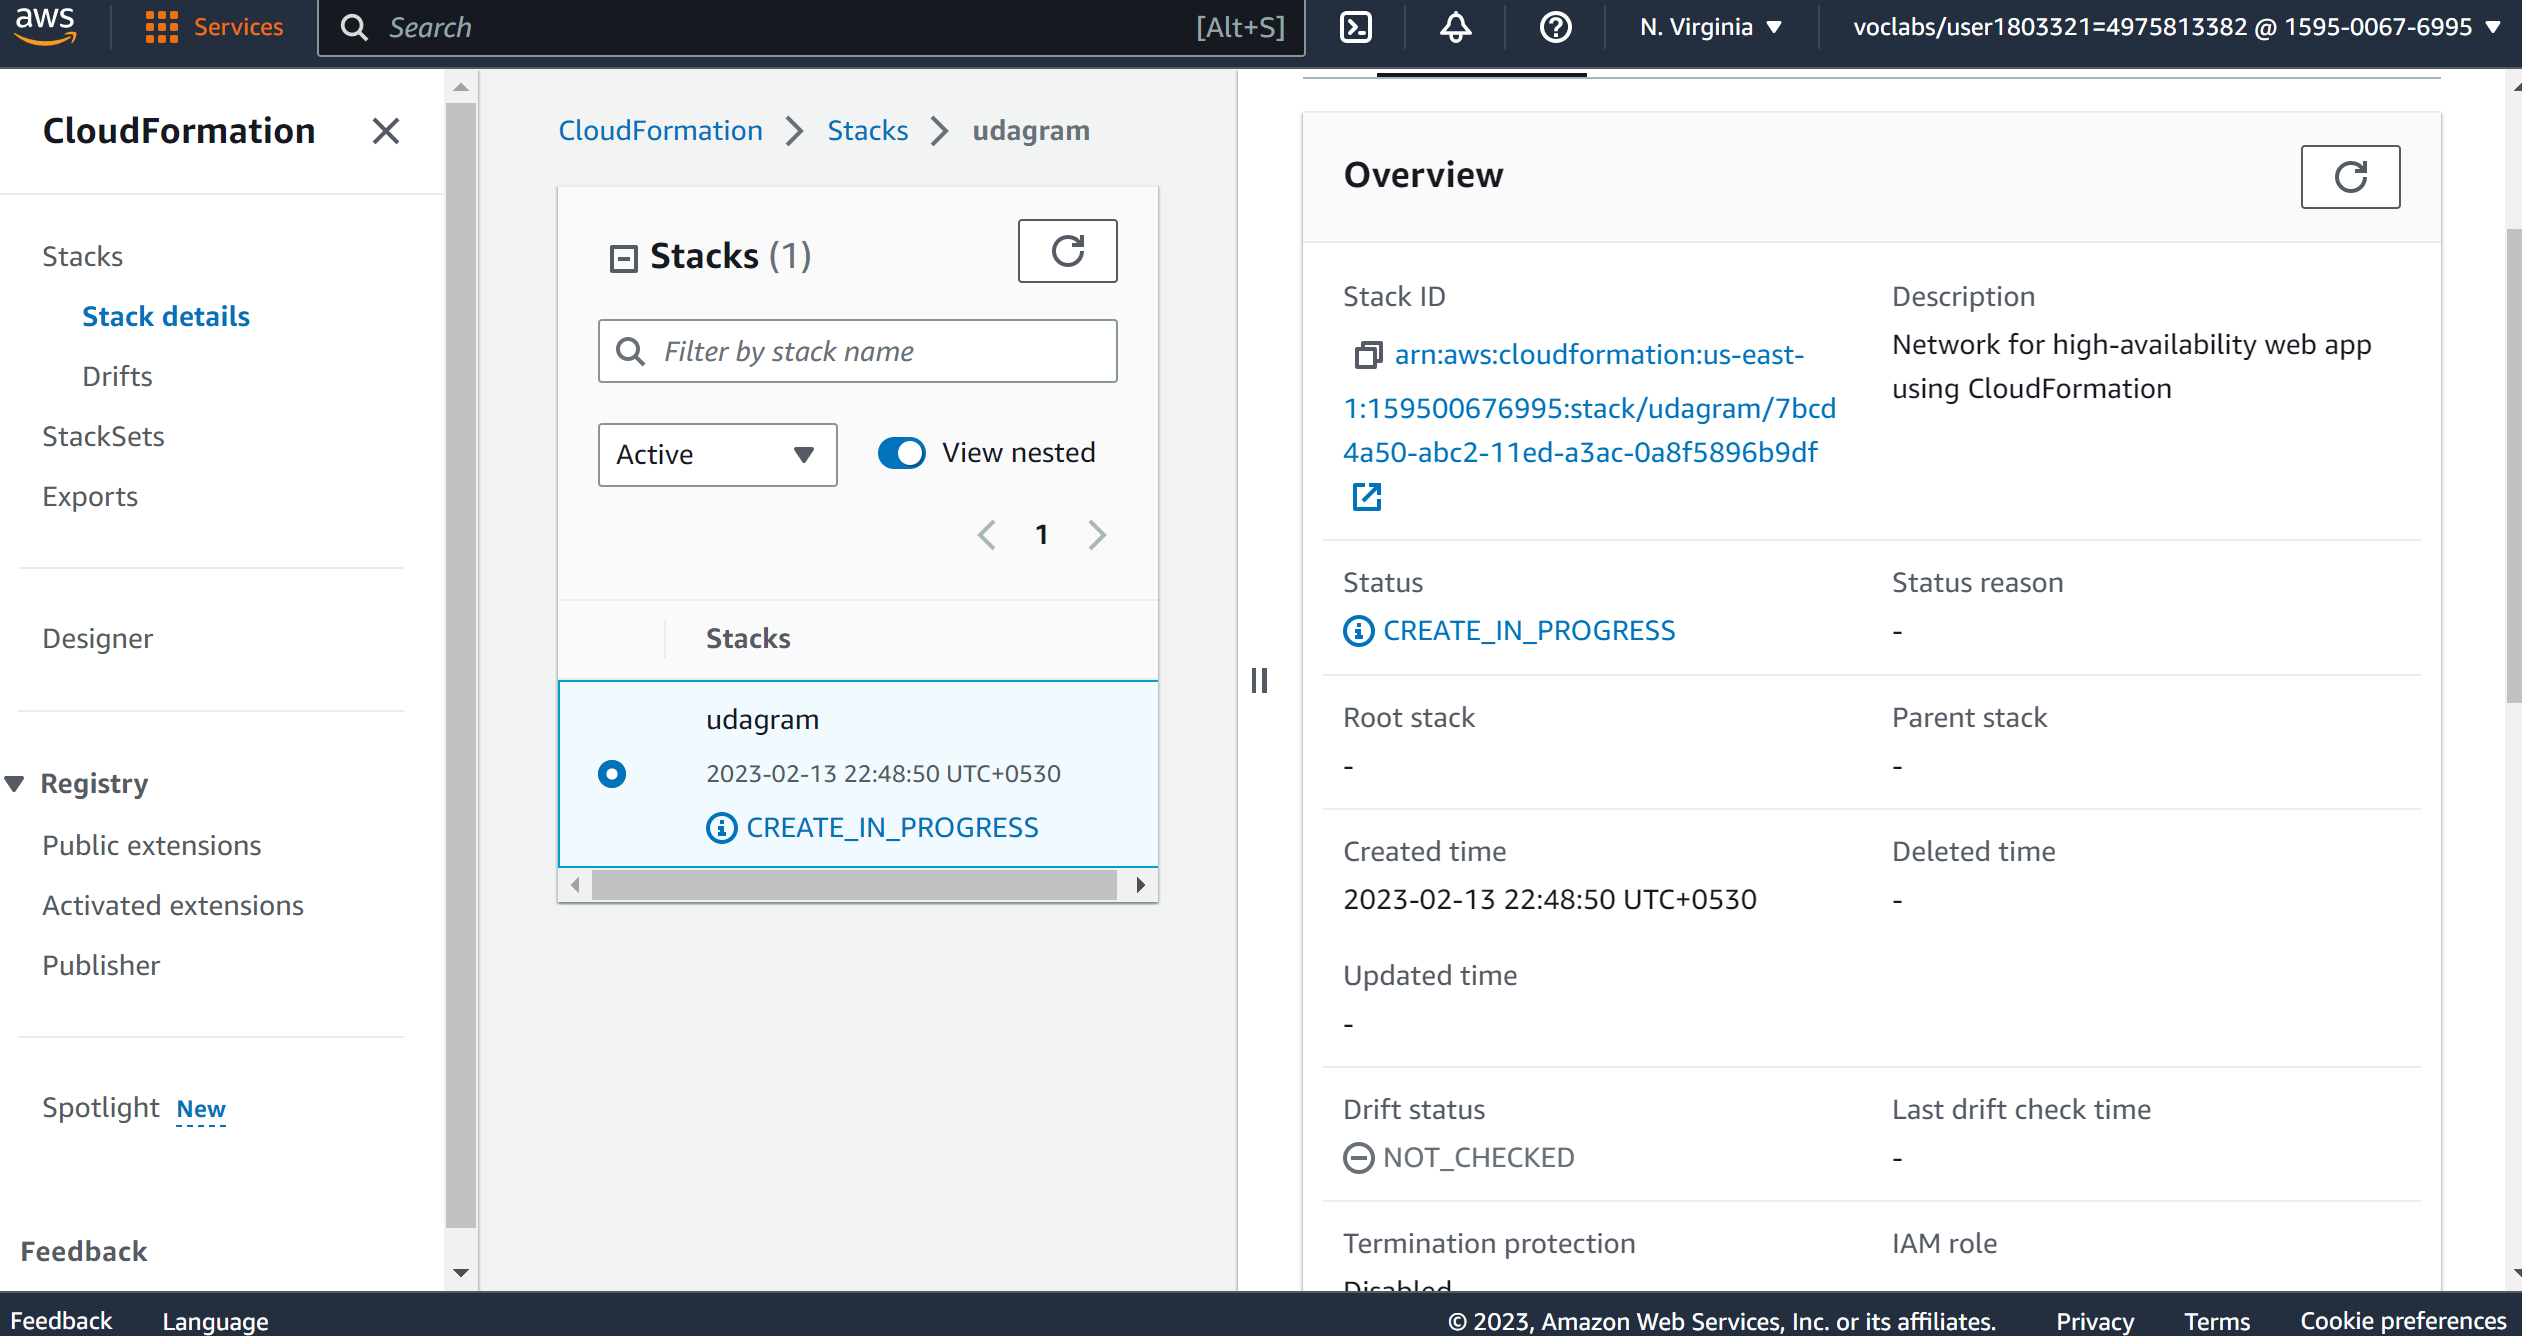 aws
Services
Search
[Alt+S]
N. Virginia
voclabs/user1803321=4975813382 @ 1595-0067-6995
CloudFormation
Stacks
Stack details
Drifts
StackSets
Exports
Designer
Registry
Public extensions
Activated extensions
Publisher
Spotlight New
Feedback
CloudFormation
Stacks
udagram
Stacks (1)
Filter by stack name
Active
View nested
1
Stacks
udagram
2023-02-13 22:48:50 UTC+0530
CREATE_IN_PROGRESS
Overview
Stack ID
arn:aws:cloudformation:us-east-
1:159500676995:stack/udagram/7bcd
4a50-abc2-11ed-a3ac-0a8f5896b9df
Description
Network for high-availability web app
using CloudFormation
Status
CREATE_IN_PROGRESS
Status reason
-
Root stack
-
Parent stack
-
Created time
2023-02-13 22:48:50 UTC+0530
Deleted time
-
Updated time
-
Drift status
NOT_CHECKED
Last drift check time
-
Termination protection
Disabled
IAM role
Feedback
Language
© 2023, Amazon Web Services, Inc. or its affiliates.
Privacy
Terms
Cookie preferences